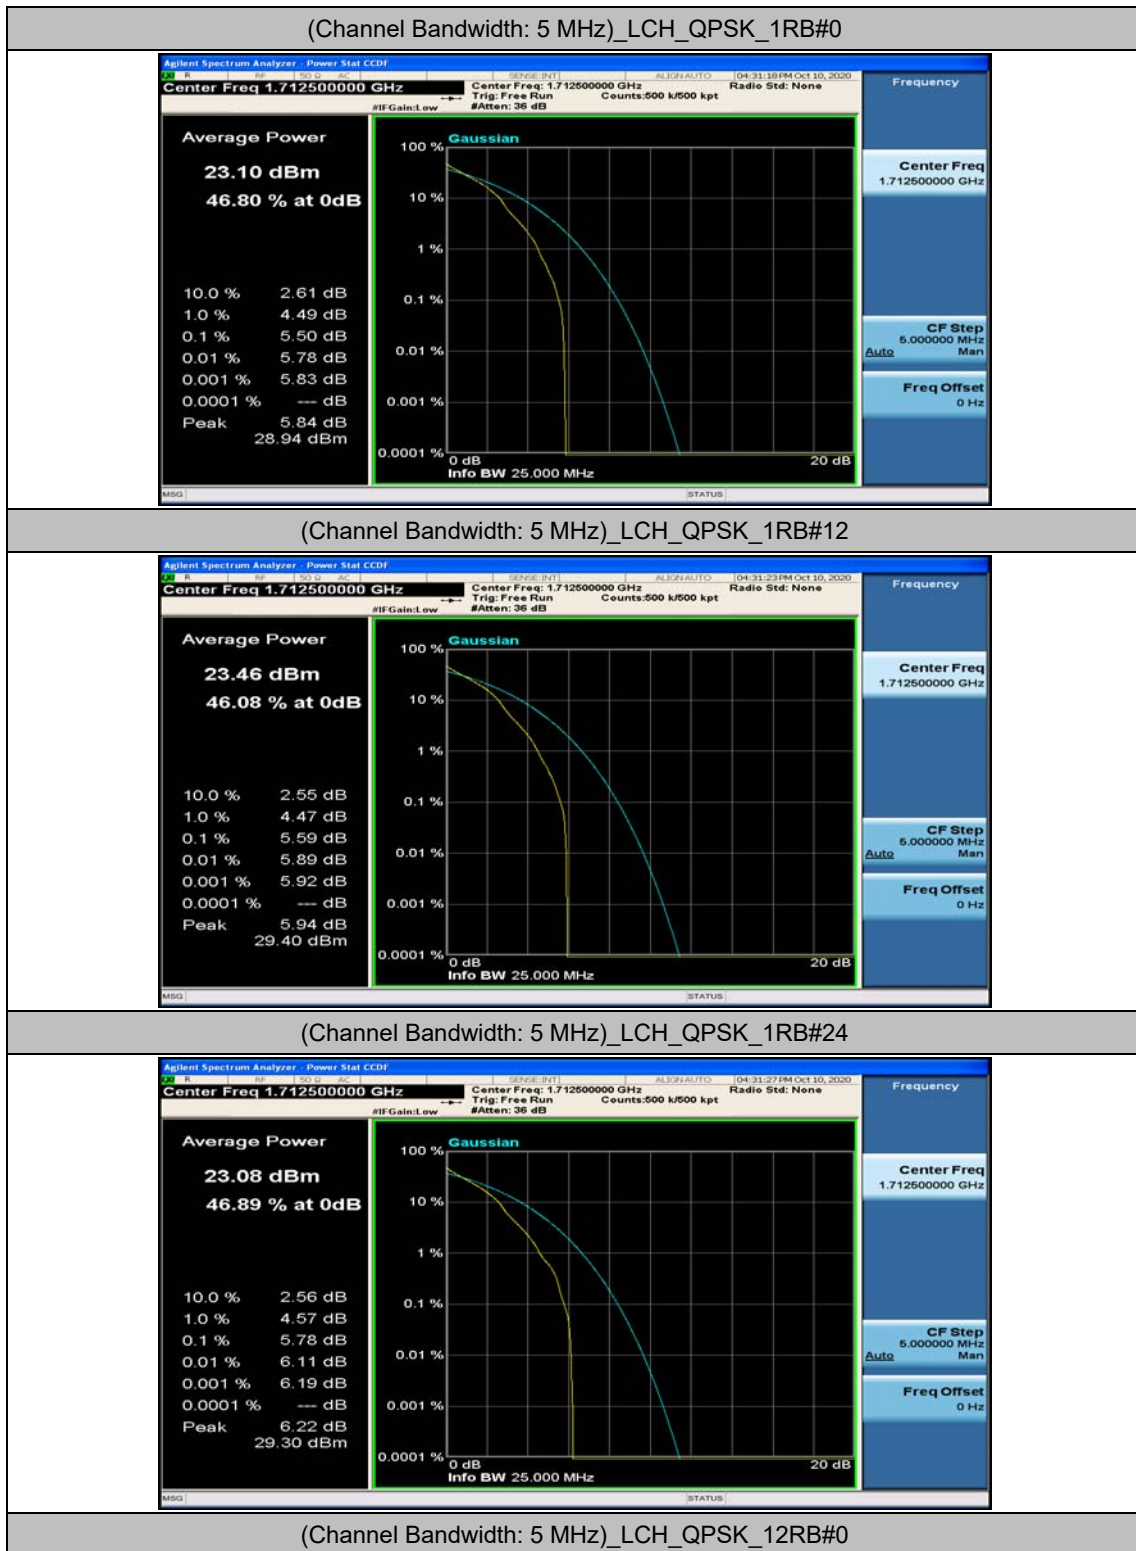 (Channel Bandwidth: 5 MHz)_LCH_QPSK_1RB#0
Agilent Spectrum Analyzer - Power Stat CCDF
LXI R RF 50 Ω AC SENSE:INT ALIGN AUTO 04:31:18 PM Oct 10, 2020
Center Freq 1.712500000 GHz Center Freq: 1.712500000 GHz Radio Std: None
Trig: Free Run Counts:500 k/500 kpt
#IFGain:Low #Atten: 36 dB
Frequency
Average Power
23.10 dBm
46.80 % at 0dB
10.0 % 2.61 dB
1.0 % 4.49 dB
0.1 % 5.50 dB
0.01 % 5.78 dB
0.001 % 5.83 dB
0.0001 % --- dB
Peak 5.84 dB
28.94 dBm
Gaussian
100 %
10 %
1 %
0.1 %
0.01 %
0.001 %
0.0001 %
0 dB 20 dB
Info BW 25.000 MHz
Center Freq
1.712500000 GHz
CF Step
5.000000 MHz
Auto Man
Freq Offset
0 Hz
MSG STATUS
(Channel Bandwidth: 5 MHz)_LCH_QPSK_1RB#12
Agilent Spectrum Analyzer - Power Stat CCDF
LXI R RF 50 Ω AC SENSE:INT ALIGN AUTO 04:31:23 PM Oct 10, 2020
Center Freq 1.712500000 GHz Center Freq: 1.712500000 GHz Radio Std: None
Trig: Free Run Counts:500 k/500 kpt
#IFGain:Low #Atten: 36 dB
Frequency
Average Power
23.46 dBm
46.08 % at 0dB
10.0 % 2.55 dB
1.0 % 4.47 dB
0.1 % 5.59 dB
0.01 % 5.89 dB
0.001 % 5.92 dB
0.0001 % --- dB
Peak 5.94 dB
29.40 dBm
Gaussian
100 %
10 %
1 %
0.1 %
0.01 %
0.001 %
0.0001 %
0 dB 20 dB
Info BW 25.000 MHz
Center Freq
1.712500000 GHz
CF Step
5.000000 MHz
Auto Man
Freq Offset
0 Hz
MSG STATUS
(Channel Bandwidth: 5 MHz)_LCH_QPSK_1RB#24
Agilent Spectrum Analyzer - Power Stat CCDF
LXI R RF 50 Ω AC SENSE:INT ALIGN AUTO 04:31:27 PM Oct 10, 2020
Center Freq 1.712500000 GHz Center Freq: 1.712500000 GHz Radio Std: None
Trig: Free Run Counts:500 k/500 kpt
#IFGain:Low #Atten: 36 dB
Frequency
Average Power
23.08 dBm
46.89 % at 0dB
10.0 % 2.56 dB
1.0 % 4.57 dB
0.1 % 5.78 dB
0.01 % 6.11 dB
0.001 % 6.19 dB
0.0001 % --- dB
Peak 6.22 dB
29.30 dBm
Gaussian
100 %
10 %
1 %
0.1 %
0.01 %
0.001 %
0.0001 %
0 dB 20 dB
Info BW 25.000 MHz
Center Freq
1.712500000 GHz
CF Step
5.000000 MHz
Auto Man
Freq Offset
0 Hz
MSG STATUS
(Channel Bandwidth: 5 MHz)_LCH_QPSK_12RB#0